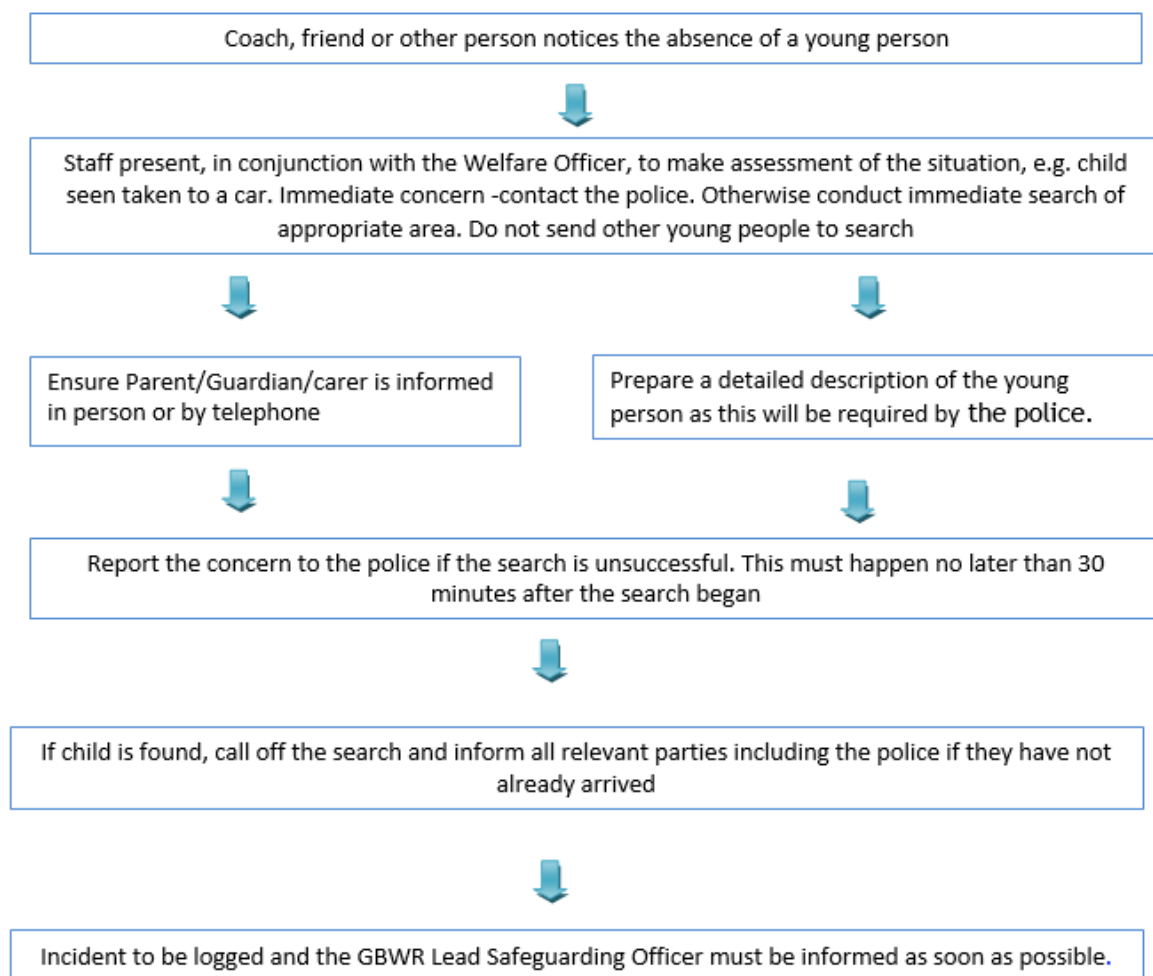 Coach, friend or other person notices the absence of a young person
Staff present, in conjunction with the Welfare Officer, to make assessment of the situation, e.g. child
seen taken to a car. Immediate concern -contact the police. Otherwise conduct immediate search of
appropriate area. Do not send other young people to search
Ensure Parent/Guardian/carer is informed
in person or by telephone
Prepare a detailed description of the young
person as this will be required by the police.
Report the concern to the police if the search is unsuccessful. This must happen no later than 30
minutes after the search began
If child is found, call off the search and inform all relevant parties including the police if they have not
already arrived
Incident to be logged and the GBWR Lead Safeguarding Officer must be informed as soon as possible.